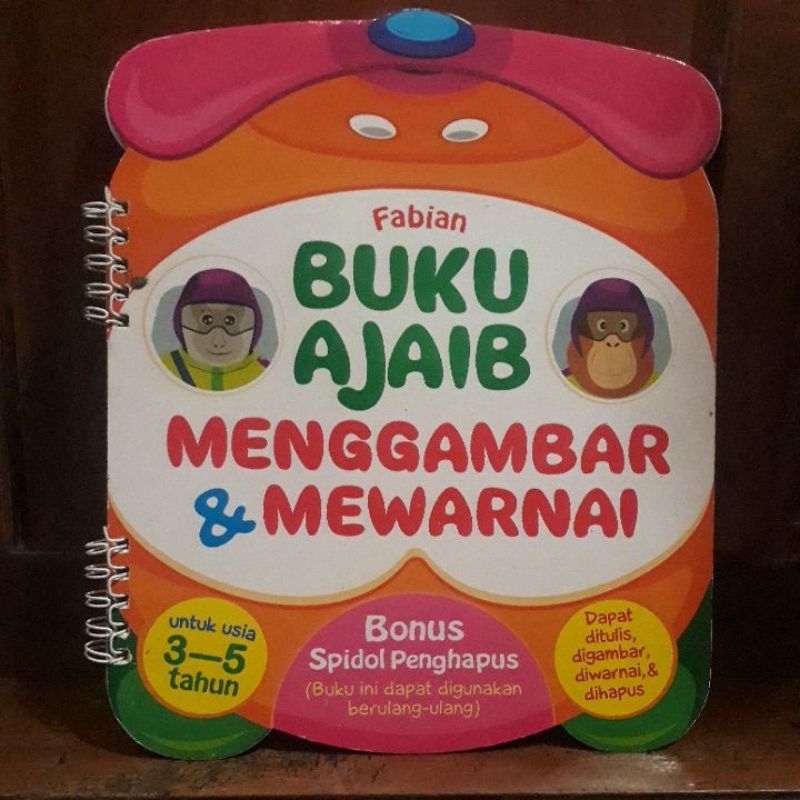 Fabian
BUKU
AJAIB
MENGGAMBAR
& MEWARNAI
untuk usia
3—5
tahun
Bonus
Spidol Penghapus
(Buku ini dapat digunakan
berulang-ulang)
Dapat
ditulis,
digambar,
diwarnai, &
dihapus